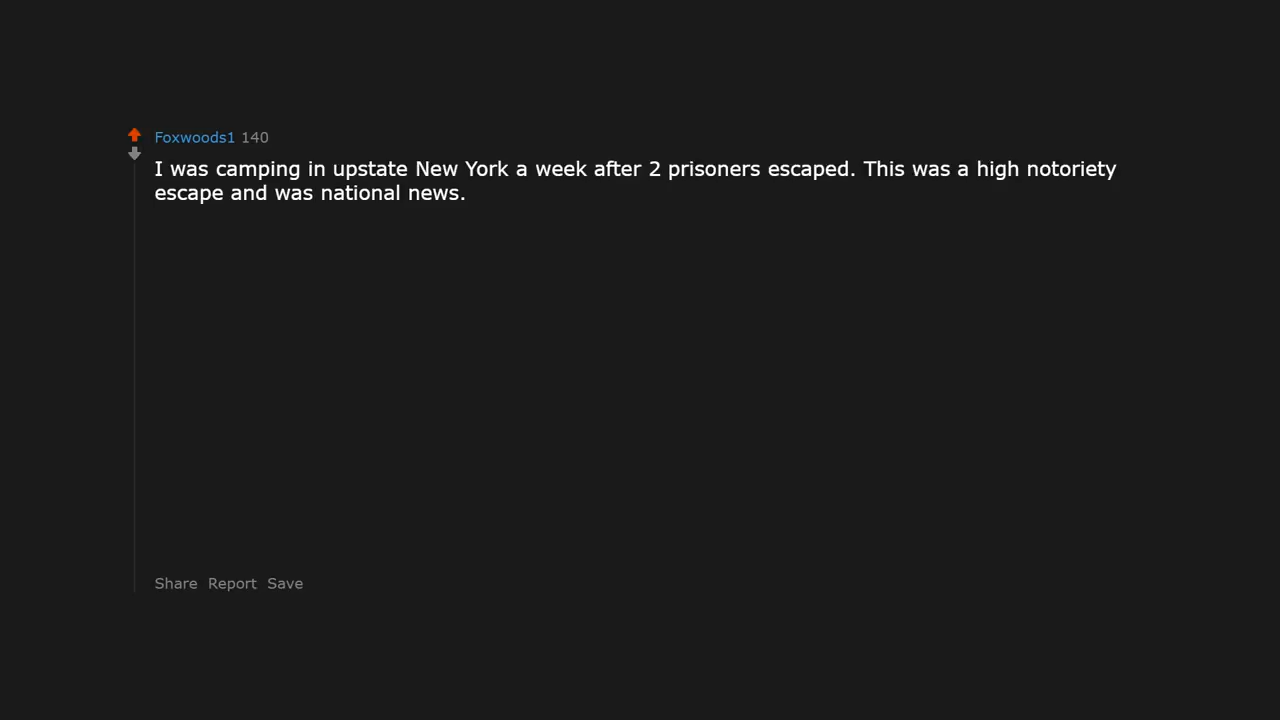 Foxwoods1 140
I was camping in upstate New York a week after 2 prisoners escaped. This was a high notoriety
escape and was national news.
Share Report Save